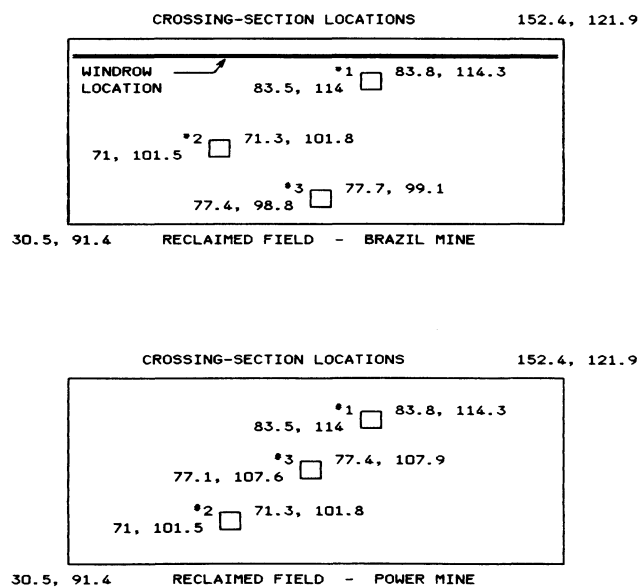 CROSSING-SECTION LOCATIONS 152.4, 121.9
WINDROW LOCATION
#1 83.8, 114.3
83.5, 114
#2 71.3, 101.8
71, 101.5
#3 77.7, 99.1
77.4, 98.8
30.5, 91.4 RECLAIMED FIELD - BRAZIL MINE
CROSSING-SECTION LOCATIONS 152.4, 121.9
#1 83.8, 114.3
83.5, 114
#3 77.4, 107.9
77.1, 107.6
#2 71.3, 101.8
71, 101.5
30.5, 91.4 RECLAIMED FIELD - POWER MINE